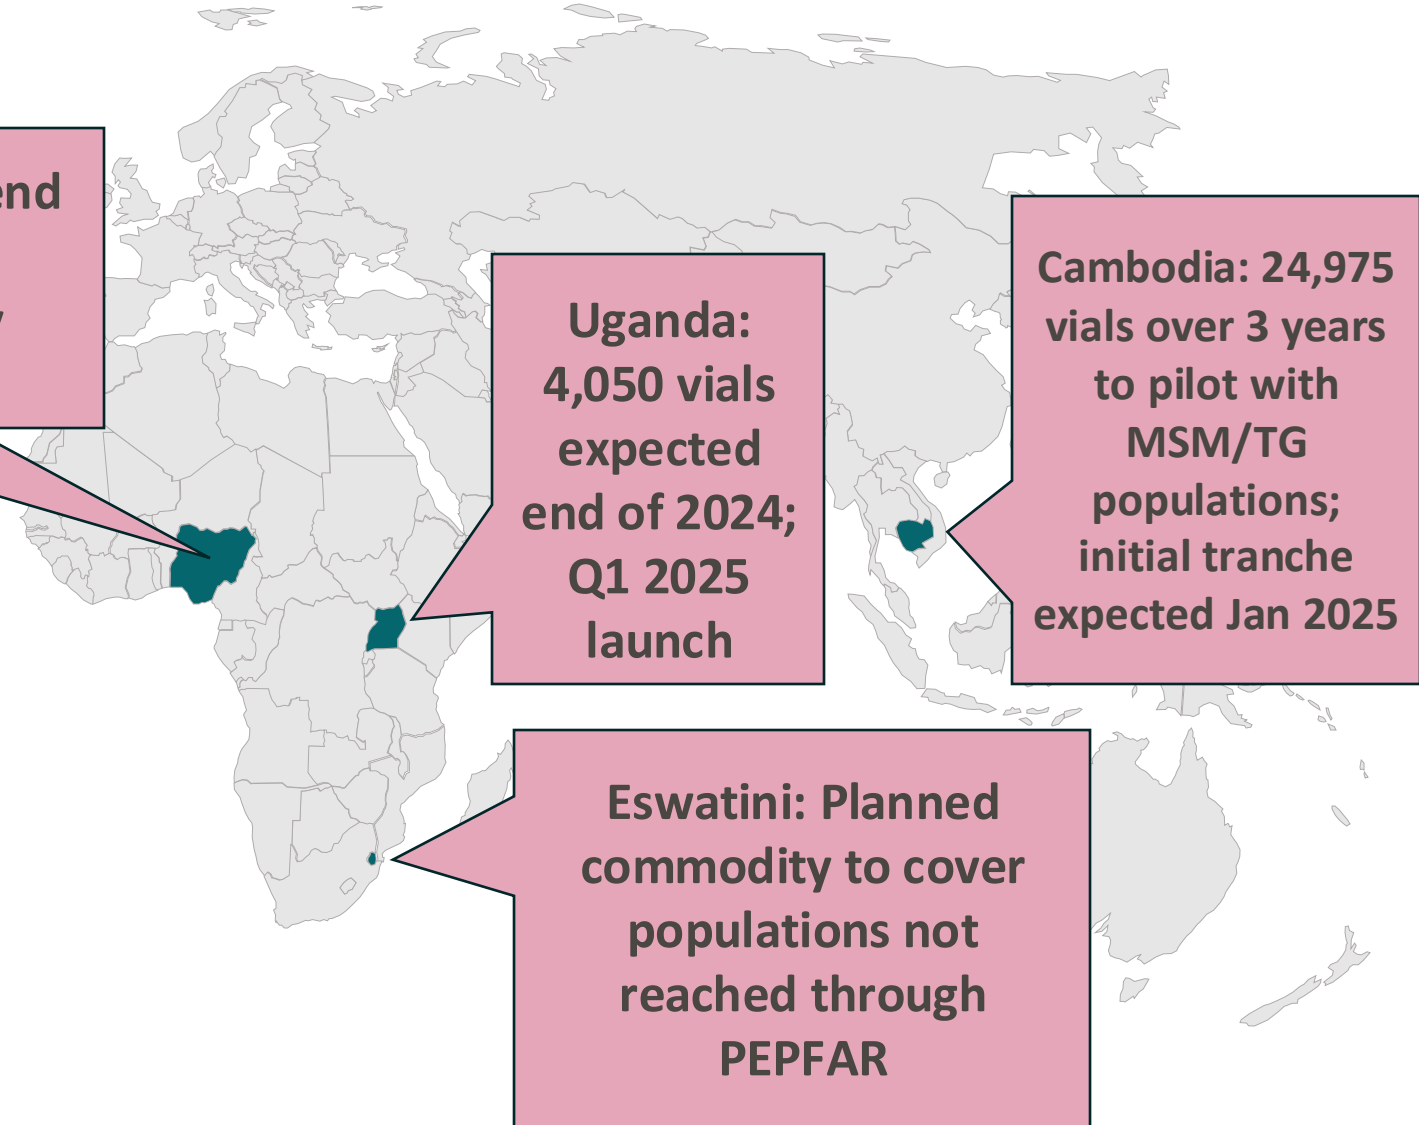 Uganda:
4,050 vials
expected
end of 2024;
Q1 2025
launch
Cambodia: 24,975
vials over 3 years
to pilot with
MSM/TG
populations;
initial tranche
expected Jan 2025
Eswatini: Planned
commodity to cover
populations not
reached through
PEPFAR